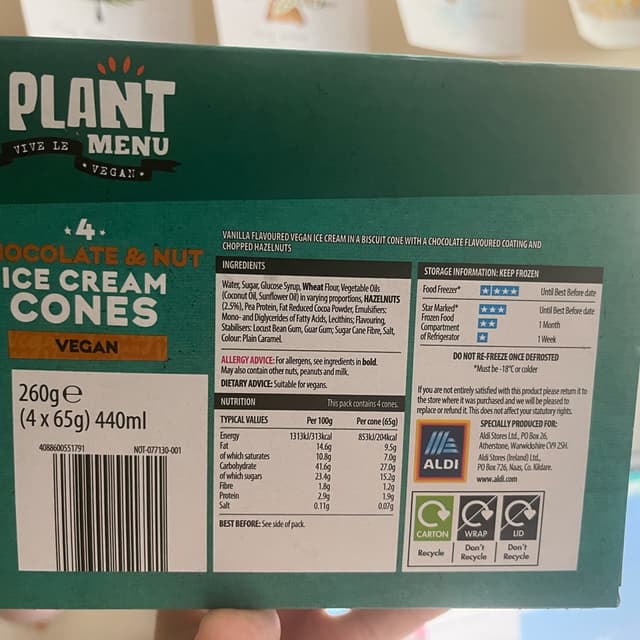 PLANT
MENU
VIVE LE
• VEGAN •
4
OCOLATE & NUT
ICE CREAM
CONES
VEGAN
260g e
(4 x 65g) 440ml
4088600551791 NOT-077130-001
VANILLA FLAVOURED VEGAN ICE CREAM IN A BISCUIT CONE WITH A CHOCOLATE FLAVOURED COATING AND
CHOPPED HAZELNUTS
INGREDIENTS
Water, Sugar, Glucose Syrup, Wheat Flour, Vegetable Oils
(Coconut Oil, Sunflower Oil) in varying proportions, HAZELNUTS
(2.5%), Pea Protein, Fat Reduced Cocoa Powder, Emulsifiers:
Mono- and Diglycerides of Fatty Acids, Lecithins; Flavouring,
Stabilisers: Locust Bean Gum, Guar Gum; Sugar Cane Fibre, Salt,
Colour: Plain Caramel.
ALLERGY ADVICE: For allergens, see ingredients in bold.
May also contain other nuts, peanuts and milk.
DIETARY ADVICE: Suitable for vegans.
NUTRITION This pack contains 4 cones.
TYPICAL VALUES Per 100g Per cone (65g)
Energy 1313kJ/313kcal 853kJ/204kcal
Fat 14.6g 9.5g
of which saturates 10.8g 7.0g
Carbohydrate 41.6g 27.0g
of which sugars 23.4g 15.2g
Fibre 1.8g 1.2g
Protein 2.9g 1.9g
Salt 0.11g 0.07g
BEST BEFORE: See side of pack.
STORAGE INFORMATION: KEEP FROZEN
Food Freezer* Until Best Before date
Star Marked* Until Best Before date
Frozen Food
Compartment 1 Month
of Refrigerator 1 Week
DO NOT RE-FREEZE ONCE DEFROSTED
*Must be -18°C or colder
If you are not entirely satisfied with this product please return it to
the store where it was purchased and we will be pleased to
replace or refund it. This does not affect your statutory rights.
ALDI
SPECIALLY PRODUCED FOR:
Aldi Stores Ltd., PO Box 26,
Atherstone, Warwickshire CV9 2SH.
Aldi Stores (Ireland) Ltd.,
PO Box 726, Naas, Co. Kildare.
www.aldi.com
CARTON WRAP LID
Recycle Don't Recycle Don't Recycle